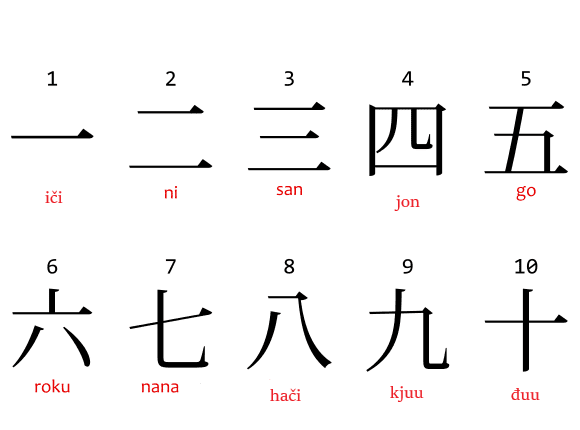 1 2 3 4 5
一 二 三 四 五
iči ni san jon go
6 7 8 9 10
六 七 八 九 十
roku nana hači kjuu đuu